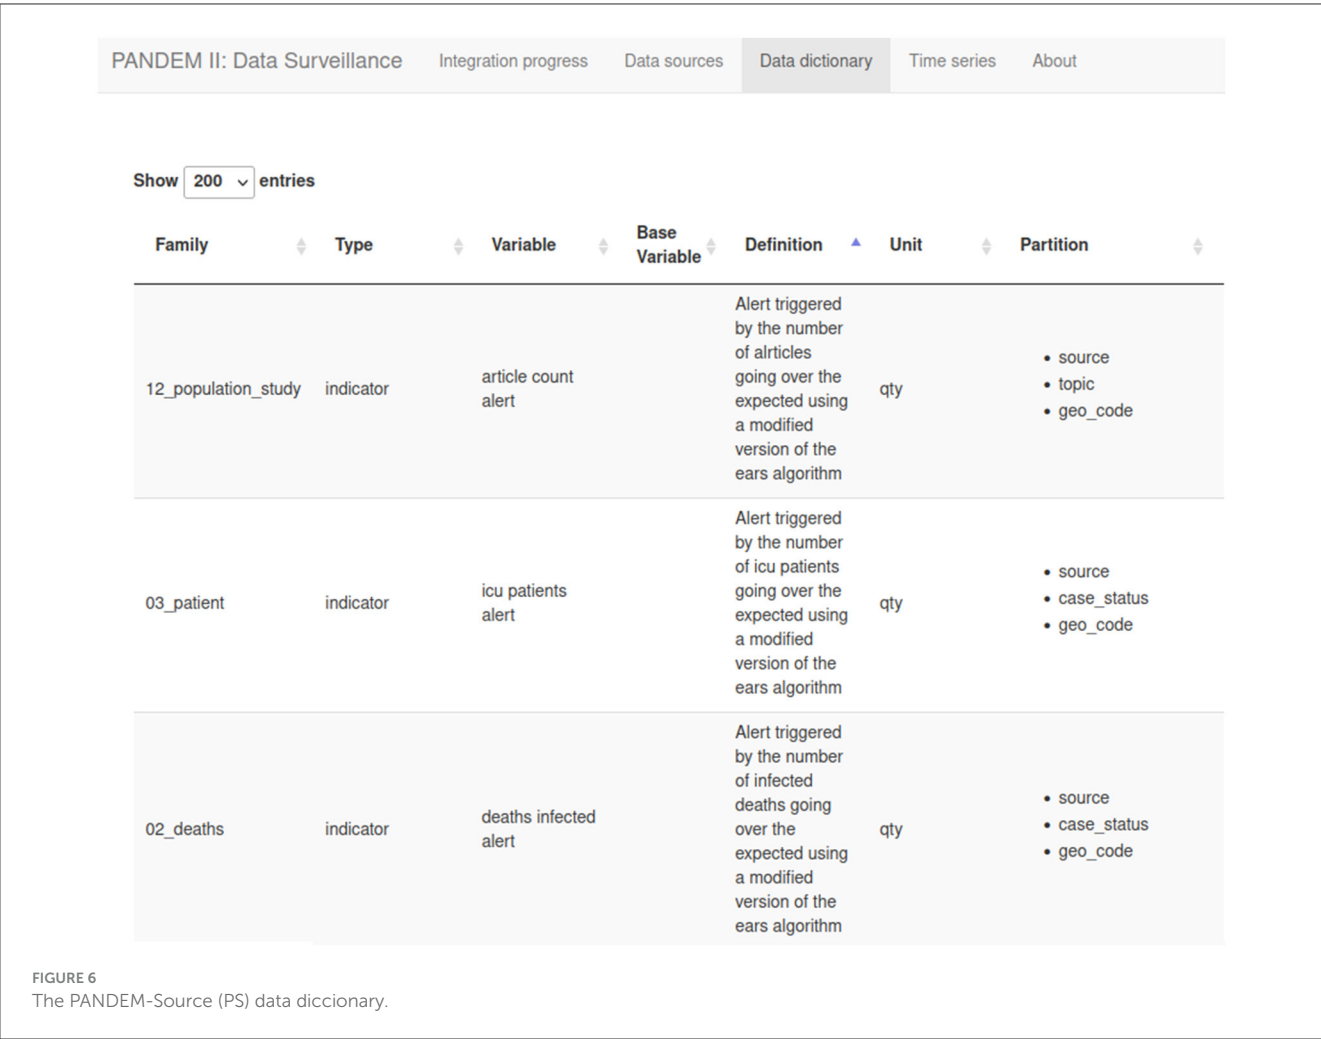 PANDEM II: Data Surveillance Integration progress Data sources Data dictionary Time series About
Show 200 entries
Family Type Variable Base Variable Definition Unit Partition
12_population_study
indicator
article count
alert
Alert triggered
by the number
of alrticles
going over the
expected using
a modified
version of the
ears algorithm
qty
• source
• topic
• geo_code
03_patient
indicator
icu patients
alert
Alert triggered
by the number
of icu patients
going over the
expected using
a modified
version of the
ears algorithm
qty
• source
• case_status
• geo_code
02_deaths
indicator
deaths infected
alert
Alert triggered
by the number
of infected
deaths going
over the
expected using
a modified
version of the
ears algorithm
qty
• source
• case_status
• geo_code
FIGURE 6
The PANDEM-Source (PS) data diccionary.